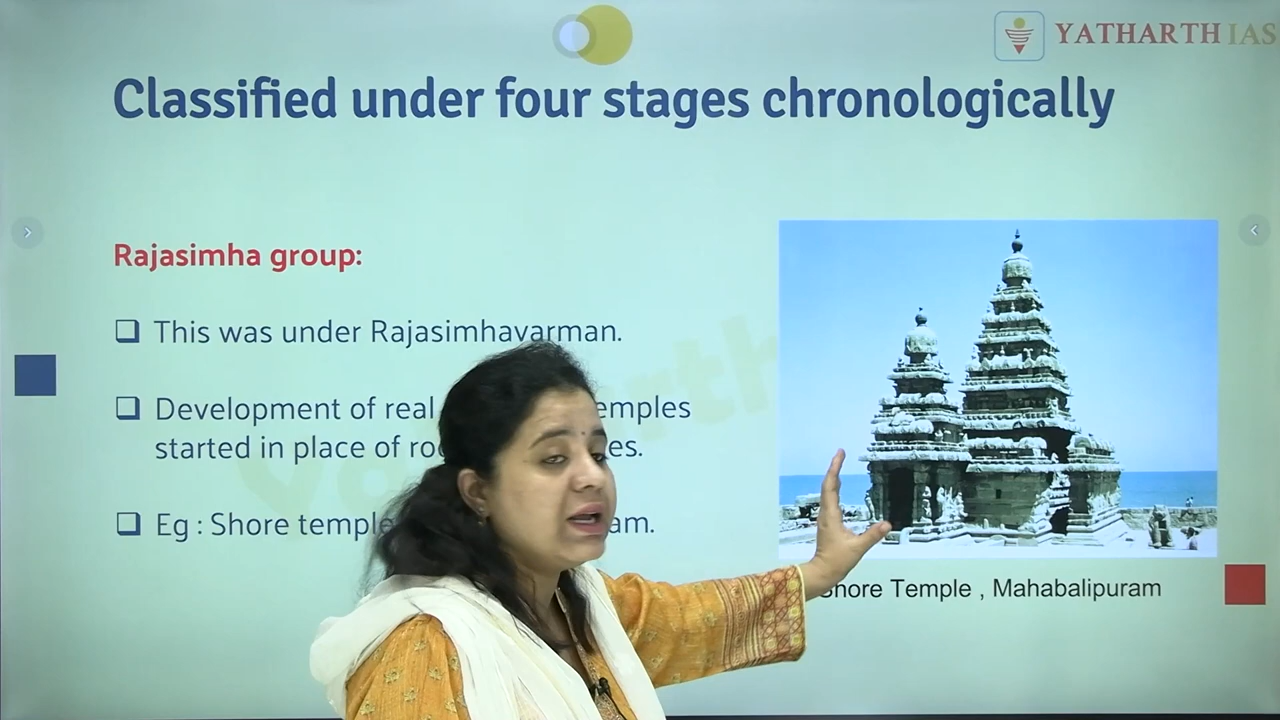 YATHARTH IAS
Classified under four stages chronologically
Rajasimha group:
❑ This was under Rajasimhavarman.
❑ Development of real emples
started in place of ro es.
❑ Eg : Shore temple am.
Shore Temple , Mahabalipuram